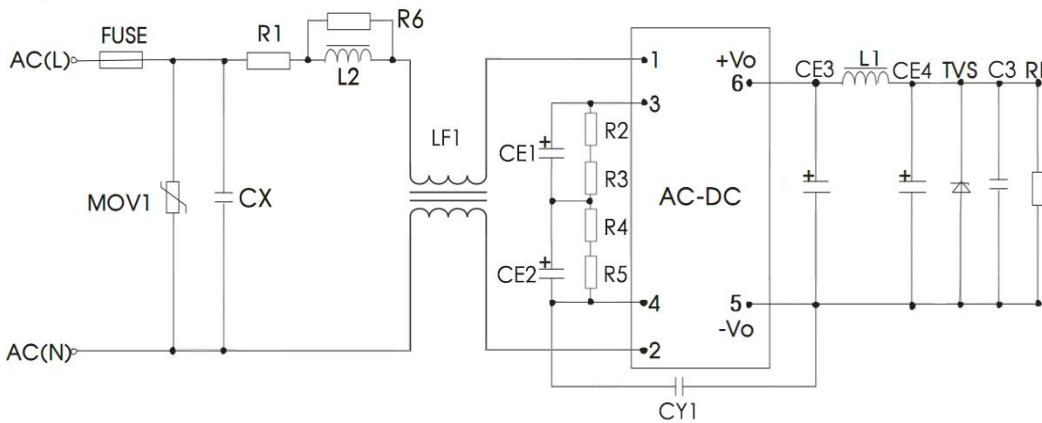 FUSE
R1
R6
AC(L)
L2
1
+Vo
6
CE3
L1
CE4
TVS
C3
3
R2
LF1
CE1
+
R3
MOV1
CX
AC-DC
+
+
R4
CE2
+
R5
4
5
-Vo
AC(N)
2
CY1